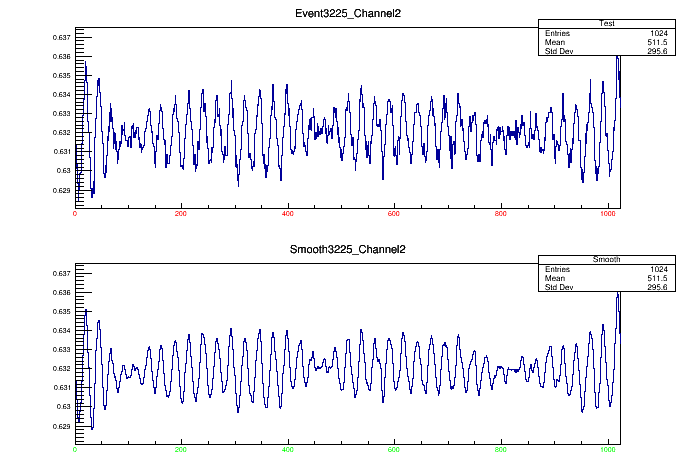 Event3225_Channel2
Test
Entries 1024
Mean 511.5
Std Dev 295.6
0.637
0.636
0.635
0.634
0.633
0.632
0.631
0.63
0.629
0 200 400 600 800 1000
Smooth3225_Channel2
Smooth
Entries 1024
Mean 511.5
Std Dev 295.6
0.637
0.636
0.635
0.634
0.633
0.632
0.631
0.63
0.629
0 200 400 600 800 1000